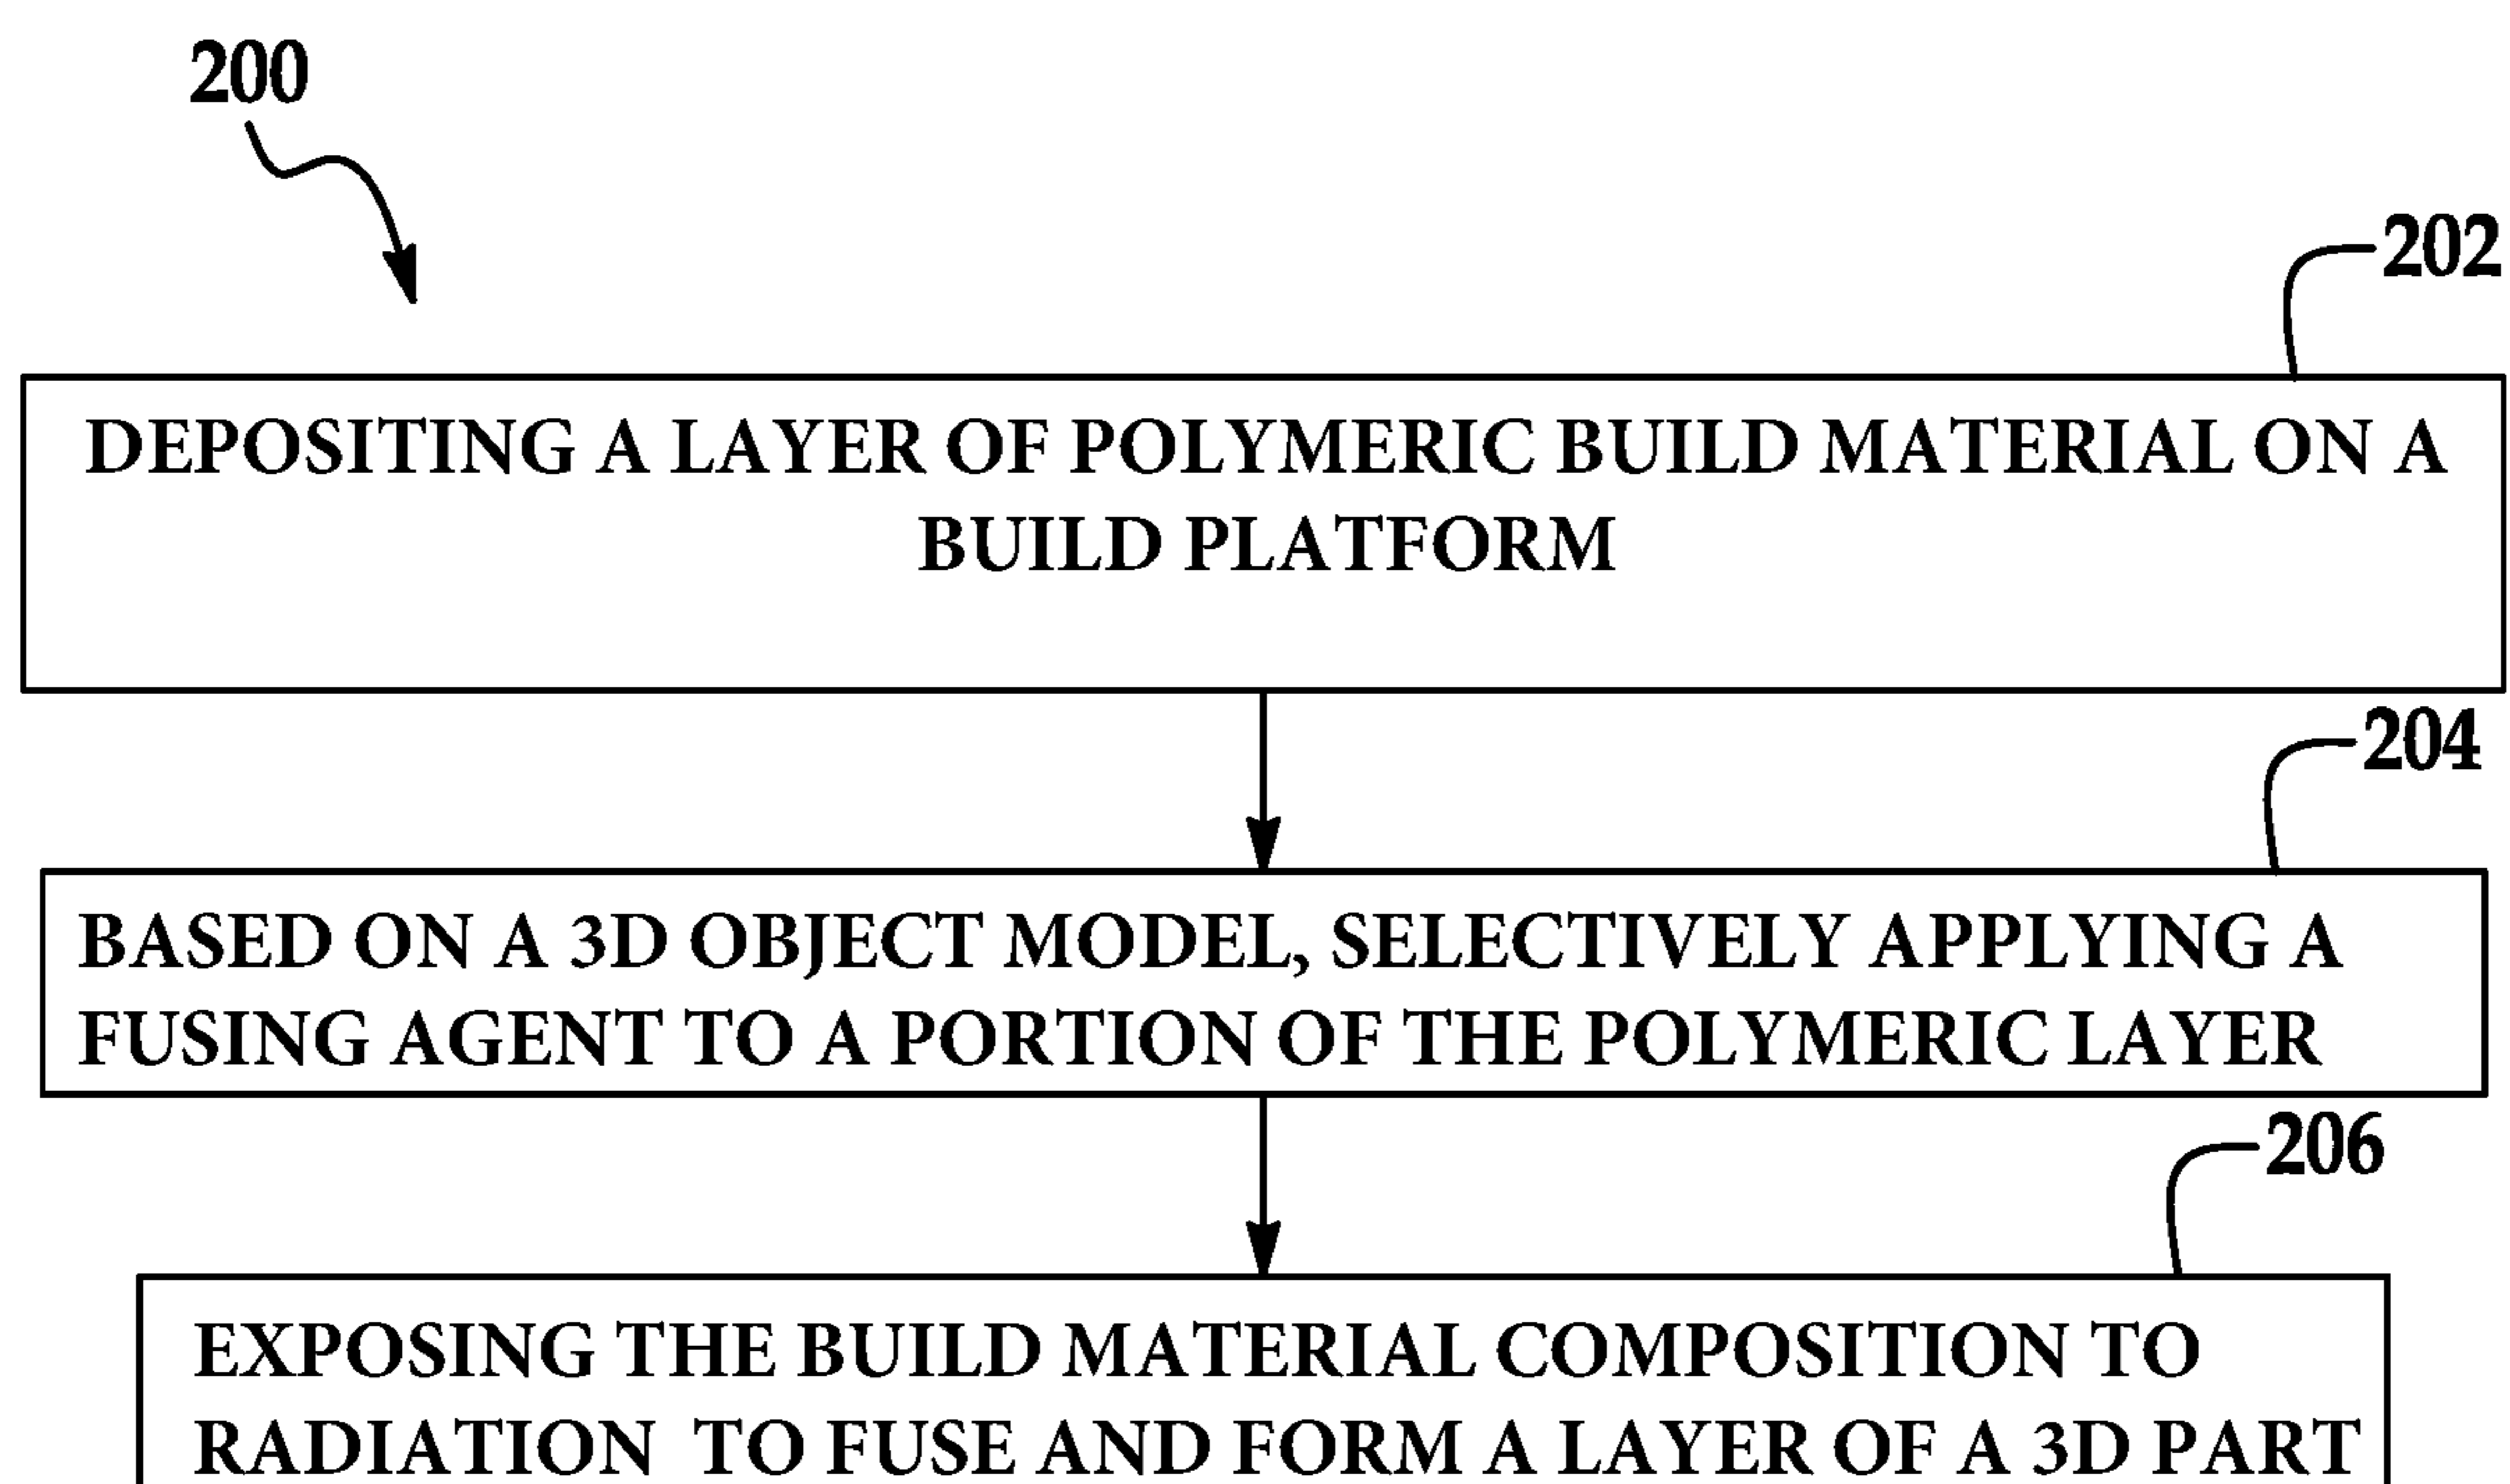 200
202
DEPOSITING A LAYER OF POLYMERIC BUILD MATERIAL ON A
BUILD PLATFORM
204
BASED ON A 3D OBJECT MODEL, SELECTIVELY APPLYING A
FUSING AGENT TO A PORTION OF THE POLYMERIC LAYER
206
EXPOSING THE BUILD MATERIAL COMPOSITION TO
RADIATION TO FUSE AND FORM A LAYER OF A 3D PART